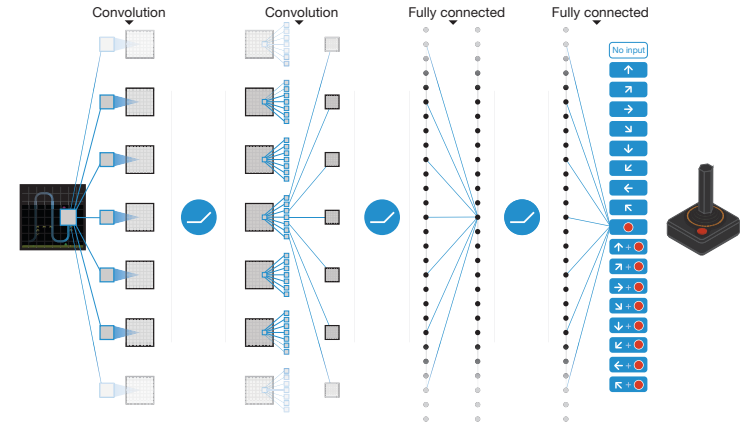 Convolution
Convolution
Fully connected
Fully connected
No input
+
+
+
+
+
+
+
+